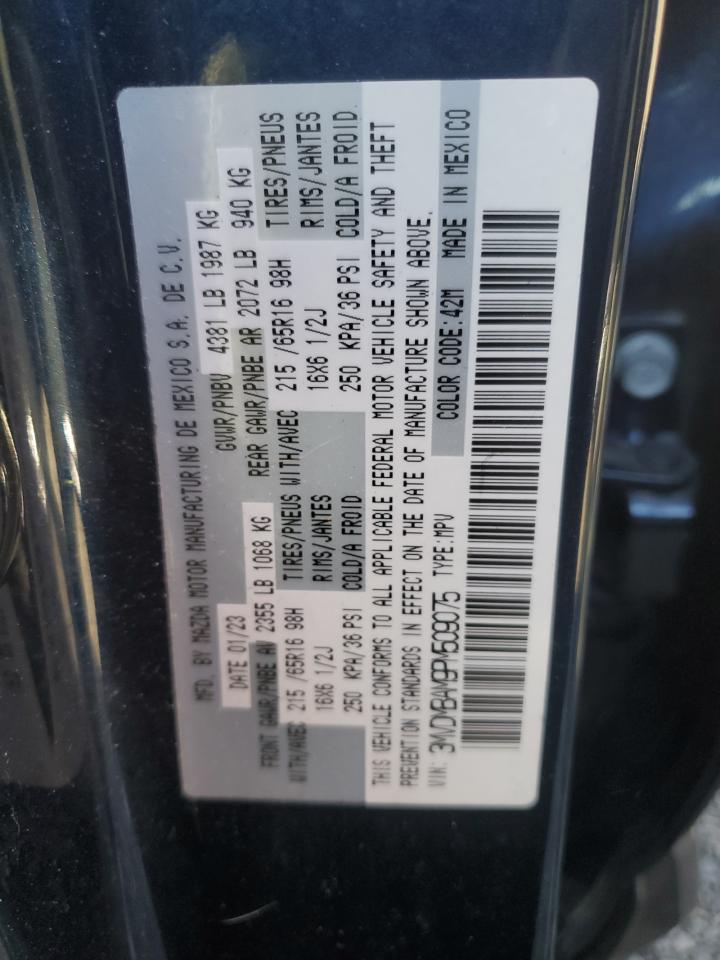 MFD. BY MAZDA MOTOR MANUFACTURING DE MEXICO S.A. DE C.V.
DATE 01/23 GVWR/PNBV 4381 LB 1987 KG
FRONT GAWR/PNBE AV 2355 LB 1068 KG REAR GAWR/PNBE AR 2072 LB 940 KG
WITH/AVEC 215 /65R16 98H TIRES/PNEUS WITH/AVEC 215 /65R16 98H TIRES/PNEUS
16X6 1/2J RIMS/JANTES 16X6 1/2J RIMS/JANTES
250 KPA/36 PSI COLD/A FROID 250 KPA/36 PSI COLD/A FROID
THIS VEHICLE CONFORMS TO ALL APPLICABLE FEDERAL MOTOR VEHICLE SAFETY AND THEFT
PREVENTION STANDARDS IN EFFECT ON THE DATE OF MANUFACTURE SHOWN ABOVE.
VIN: 3MVDMBAM9PM509075 TYPE:MPV COLOR CODE:42M MADE IN MEXICO